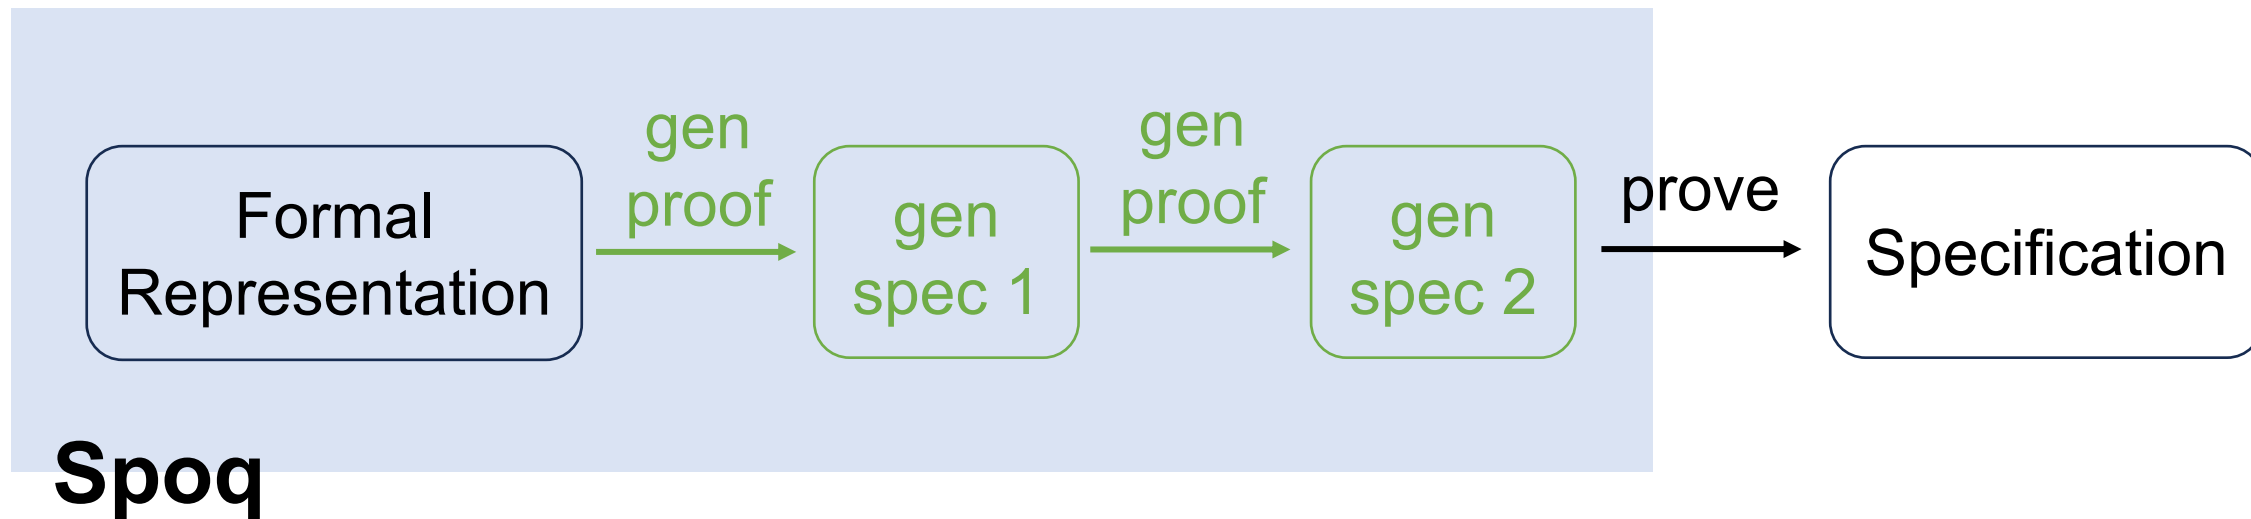 Formal
Representation
gen
proof
gen
spec 1
gen
proof
gen
spec 2
prove
Specification
Spoq